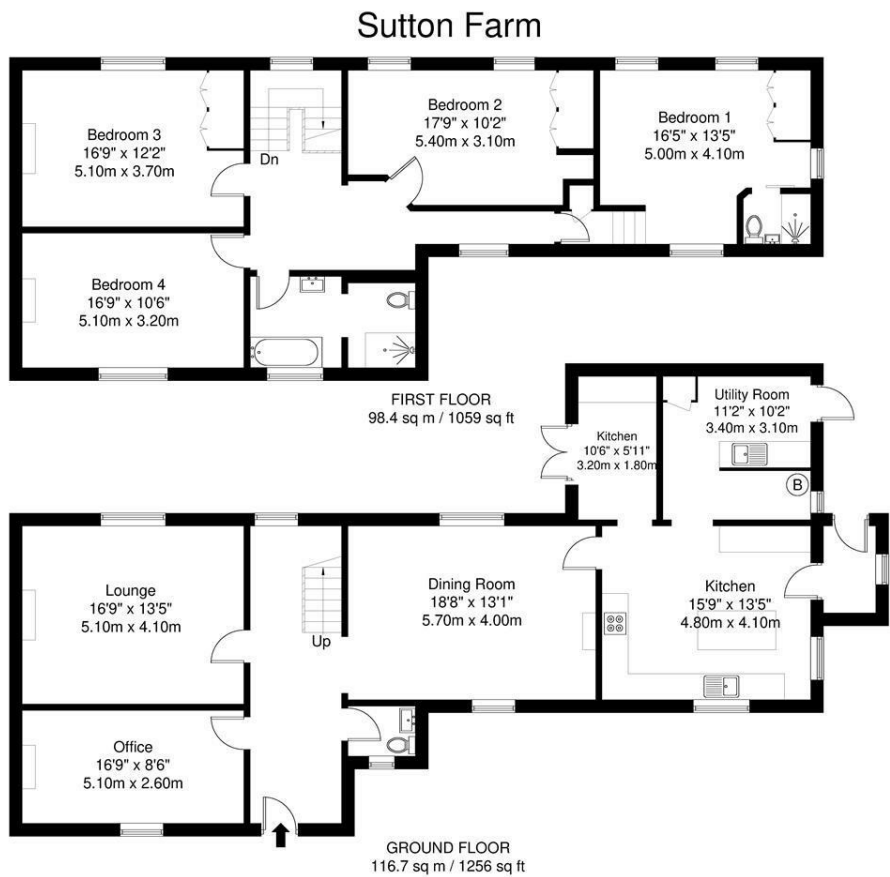 Sutton Farm
Bedroom 3
16'9" x 12'2"
5.10m x 3.70m
Dn
Bedroom 2
17'9" x 10'2"
5.40m x 3.10m
Bedroom 1
16'5" x 13'5"
5.00m x 4.10m
Bedroom 4
16'9" x 10'6"
5.10m x 3.20m
FIRST FLOOR
98.4 sq m / 1059 sq ft
Kitchen
10'6" x 5'11"
3.20m x 1.80m
Utility Room
11'2" x 10'2"
3.40m x 3.10m
B
Lounge
16'9" x 13'5"
5.10m x 4.10m
Up
Dining Room
18'8" x 13'1"
5.70m x 4.00m
Kitchen
15'9" x 13'5"
4.80m x 4.10m
Office
16'9" x 8'6"
5.10m x 2.60m
GROUND FLOOR
116.7 sq m / 1256 sq ft